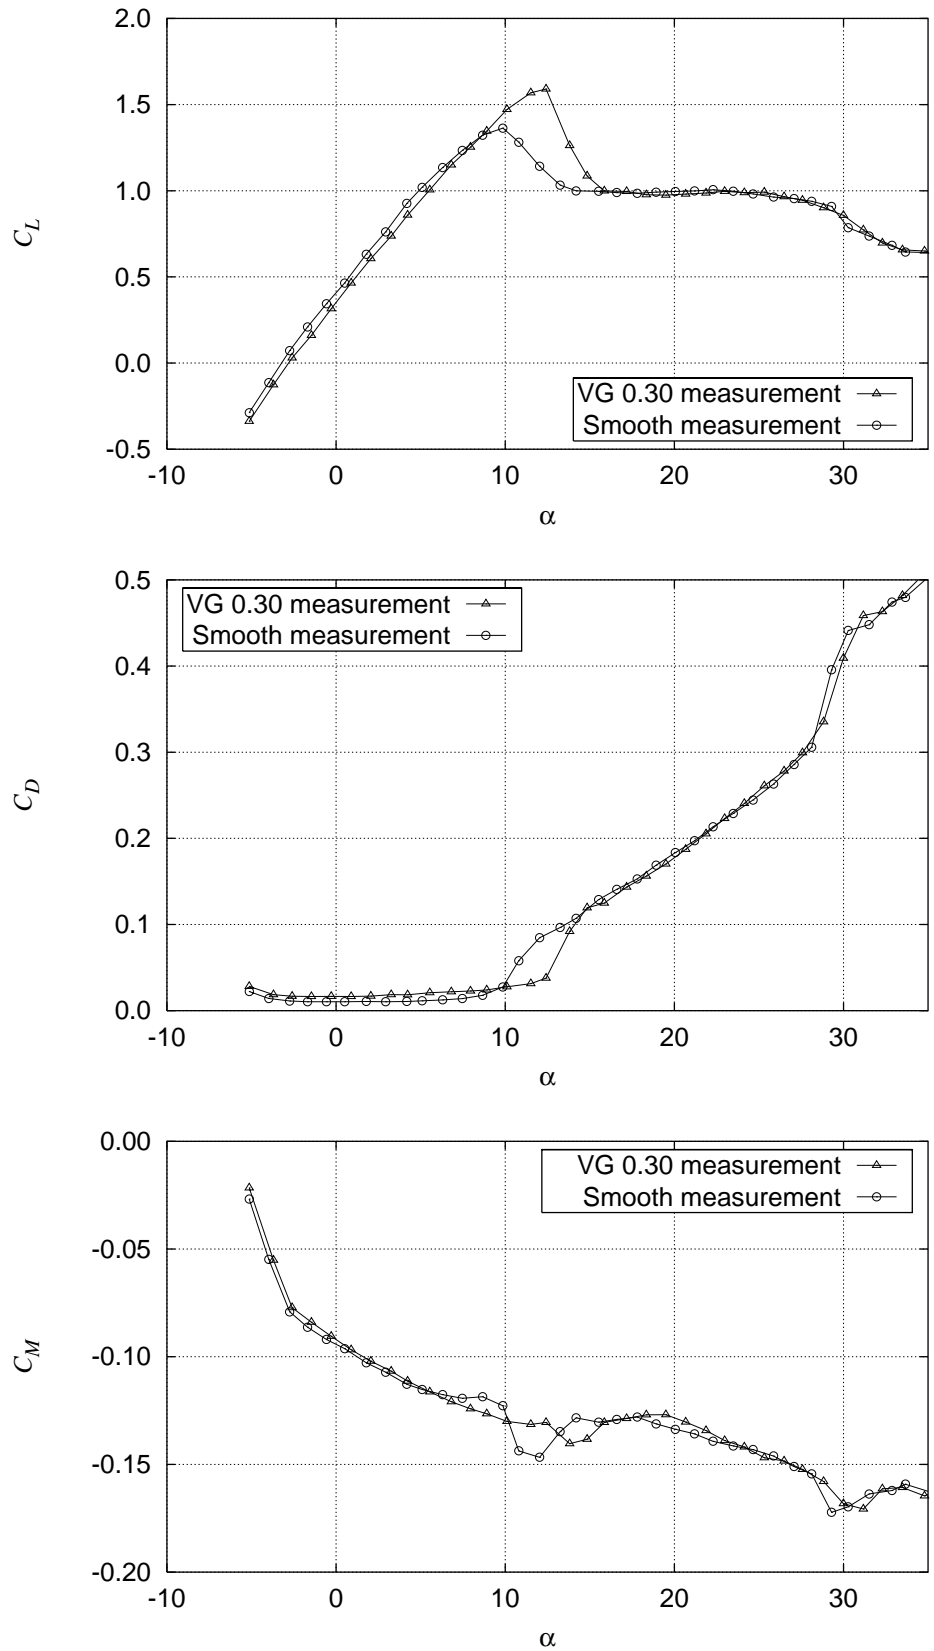 2.0
1.5
1.0
0.5
0.0
-0.5
C_L
VG 0.30 measurement
Smooth measurement
-10 0 10 20 30
α
0.5
0.4
0.3
0.2
0.1
0.0
C_D
VG 0.30 measurement
Smooth measurement
-10 0 10 20 30
α
0.00
-0.05
-0.10
-0.15
-0.20
C_M
VG 0.30 measurement
Smooth measurement
-10 0 10 20 30
α